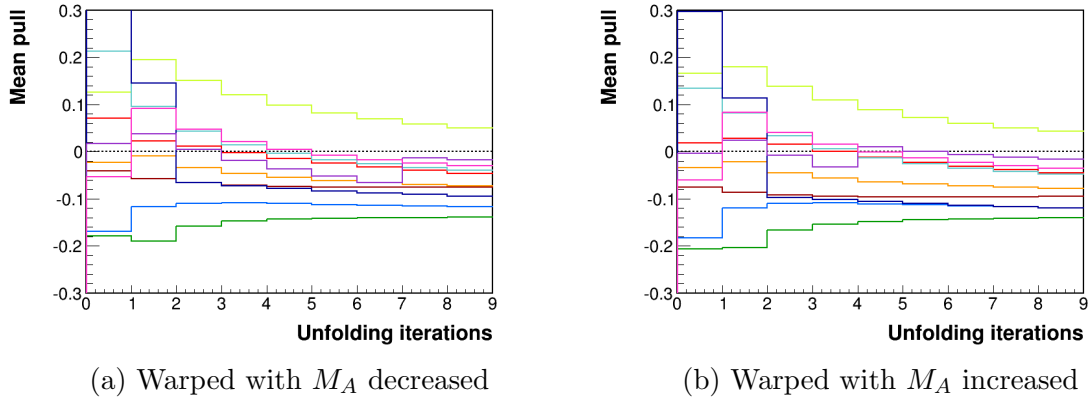 Mean pull
0.3
0.2
0.1
0
-0.1
-0.2
-0.3
0 1 2 3 4 5 6 7 8 9
Unfolding iterations
(a) Warped with M_A decreased
Mean pull
0.3
0.2
0.1
0
-0.1
-0.2
-0.3
0 1 2 3 4 5 6 7 8 9
Unfolding iterations
(b) Warped with M_A increased